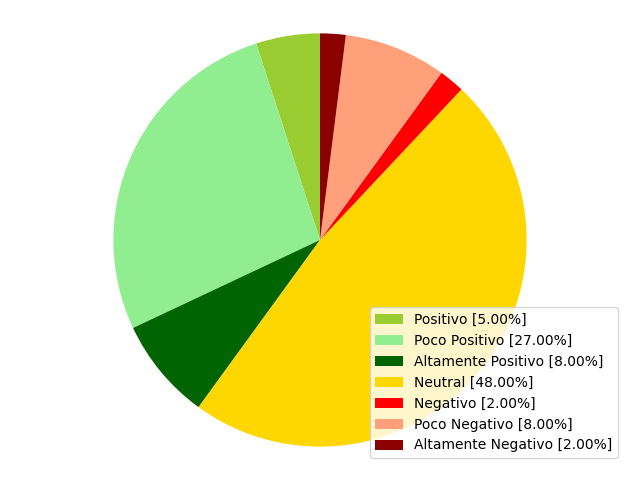 Positivo [5.00%]
Poco Positivo [27.00%]
Altamente Positivo [8.00%]
Neutral [48.00%]
Negativo [2.00%]
Poco Negativo [8.00%]
Altamente Negativo [2.00%]